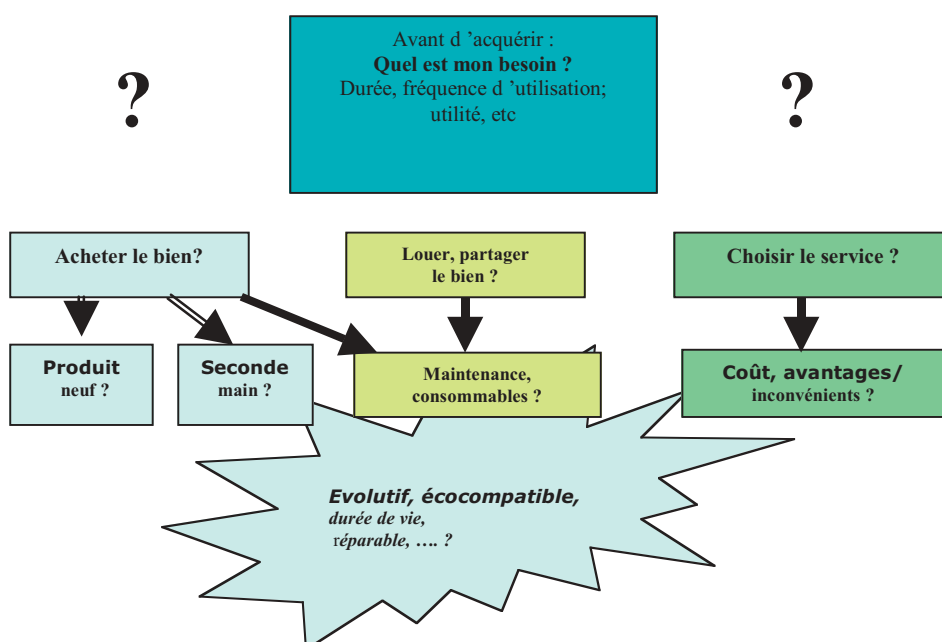 Avant d ’acquérir :
Quel est mon besoin ?
Durée, fréquence d ’utilisation;
utilité, etc
?
?
Acheter le bien?
Louer, partager
le bien ?
Choisir le service ?
Produit
neuf ?
Seconde
main ?
Maintenance,
consommables ?
Coût, avantages/
inconvénients ?
Evolutif, écocompatible,
durée de vie,
réparable, …. ?